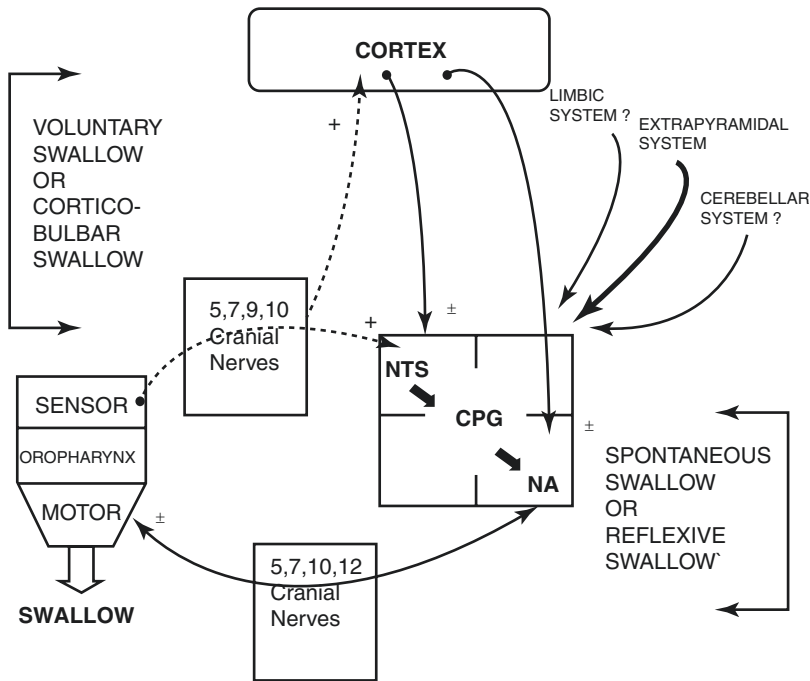 CORTEX
LIMBIC
SYSTEM ?
EXTRAPYRAMIDAL
SYSTEM
CEREBELLAR
SYSTEM ?
VOLUNTARY
SWALLOW
OR
CORTICO-
BULBAR
SWALLOW
+
5,7,9,10
Cranial
Nerves
+
±
NTS
CPG
NA
±
SENSOR
OROPHARYNX
MOTOR
±
SWALLOW
5,7,10,12
Cranial
Nerves
SPONTANEOUS
SWALLOW
OR
REFLEXIVE
SWALLOW`